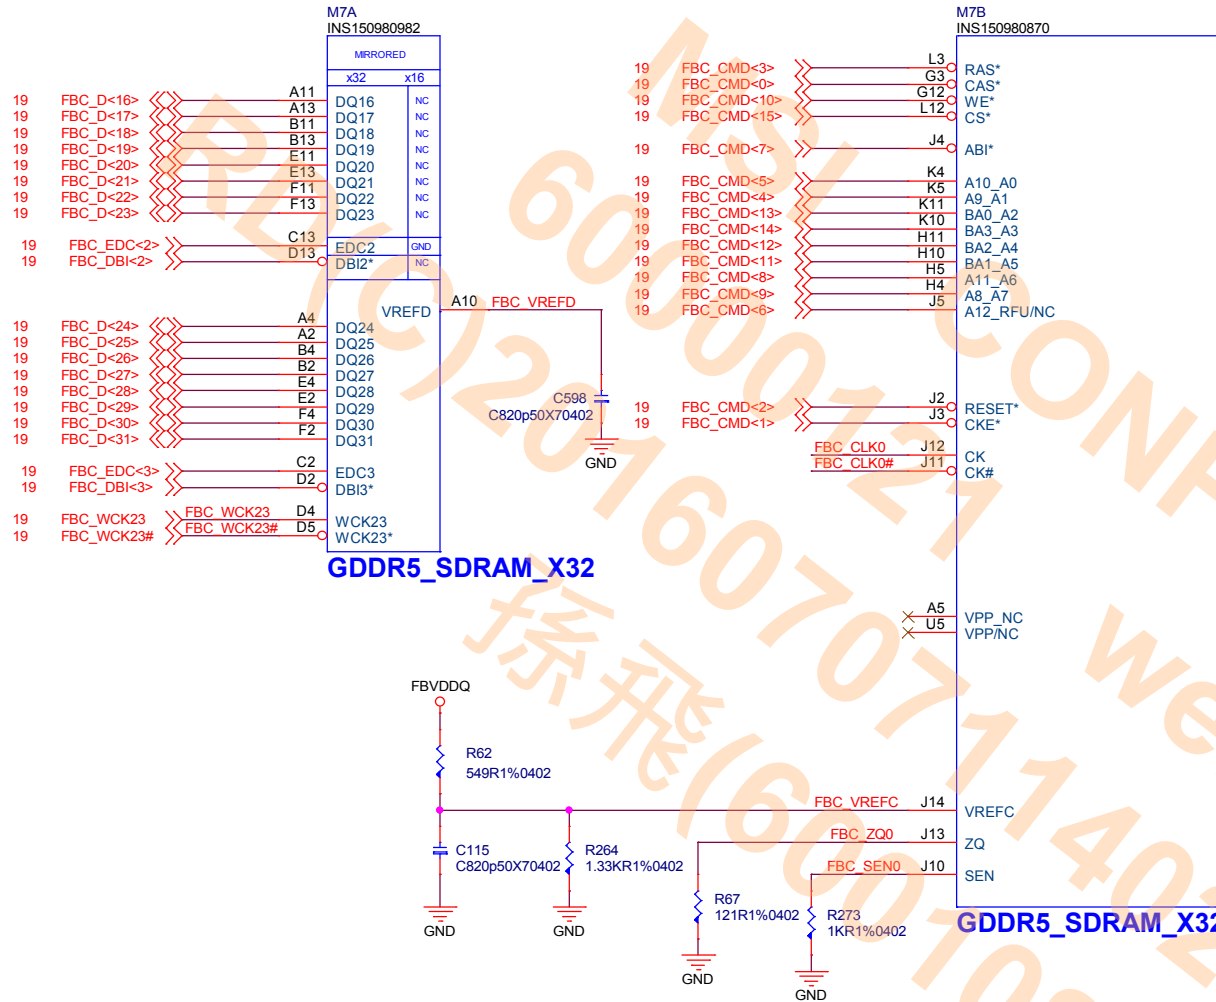 M7A
INS150980982
MIRRORED
x32 x16
19 FBC_D<16> A11 DQ16 NC
19 FBC_D<17> A13 DQ17 NC
19 FBC_D<18> B11 DQ18 NC
19 FBC_D<19> B13 DQ19 NC
19 FBC_D<20> E11 DQ20 NC
19 FBC_D<21> E13 DQ21 NC
19 FBC_D<22> F11 DQ22 NC
19 FBC_D<23> F13 DQ23 NC
19 FBC_EDC<2> C13 EDC2 GND
19 FBC_DBI<2> D13 DBI2* NC
VREFD A10 FBC_VREFD
19 FBC_D<24> A4 DQ24
19 FBC_D<25> A2 DQ25
19 FBC_D<26> B4 DQ26
19 FBC_D<27> B2 DQ27
19 FBC_D<28> E4 DQ28
19 FBC_D<29> E2 DQ29
19 FBC_D<30> F4 DQ30
19 FBC_D<31> F2 DQ31
C598
C820p50X70402
GND
19 FBC_EDC<3> C2 EDC3
19 FBC_DBI<3> D2 DBI3*
19 FBC_WCK23 FBC_WCK23 D4 WCK23
19 FBC_WCK23# FBC_WCK23# D5 WCK23*
GDDR5_SDRAM_X32
M7B
INS150980870
19 FBC_CMD<3> L3 RAS*
19 FBC_CMD<0> G3 CAS*
19 FBC_CMD<10> G12 WE*
19 FBC_CMD<15> L12 CS*
19 FBC_CMD<7> J4 ABI*
19 FBC_CMD<5> K4 A10_A0
19 FBC_CMD<4> K5 A9_A1
19 FBC_CMD<13> K11 BA0_A2
19 FBC_CMD<14> K10 BA3_A3
19 FBC_CMD<12> H11 BA2_A4
19 FBC_CMD<11> H10 BA1_A5
19 FBC_CMD<8> H5 A11_A6
19 FBC_CMD<9> H4 A8_A7
19 FBC_CMD<6> J5 A12_RFU/NC
19 FBC_CMD<2> J2 RESET*
19 FBC_CMD<1> J3 CKE*
FBC_CLK0 J12 CK
FBC_CLK0# J11 CK#
A5 VPP_NC
U5 VPP/NC
FBVDDQ
R62
549R1%0402
FBC_VREFC J14 VREFC
C115
C820p50X70402
GND
R264
1.33KR1%0402
GND
FBC_ZQ0 J13 ZQ
R67
121R1%0402
GND
FBC_SEN0 J10 SEN
R273
1KR1%0402
GND
GDDR5_SDRAM_X32
MSI CONF
60000121 we
RD(C)2016070711402
孫飛(60010